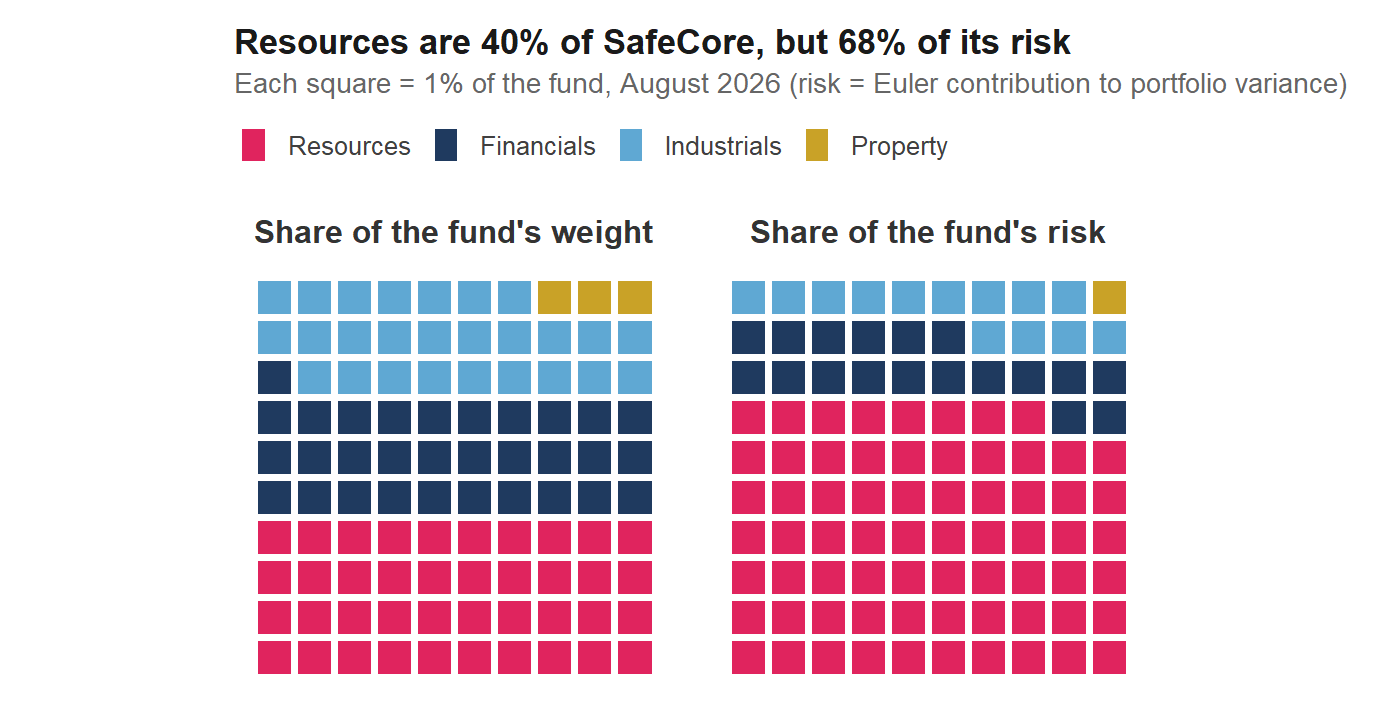 Resources are 40% of SafeCore, but 68% of its risk
Each square = 1% of the fund, August 2026 (risk = Euler contribution to portfolio variance)
Resources Financials Industrials Property
Share of the fund's weight
Share of the fund's risk